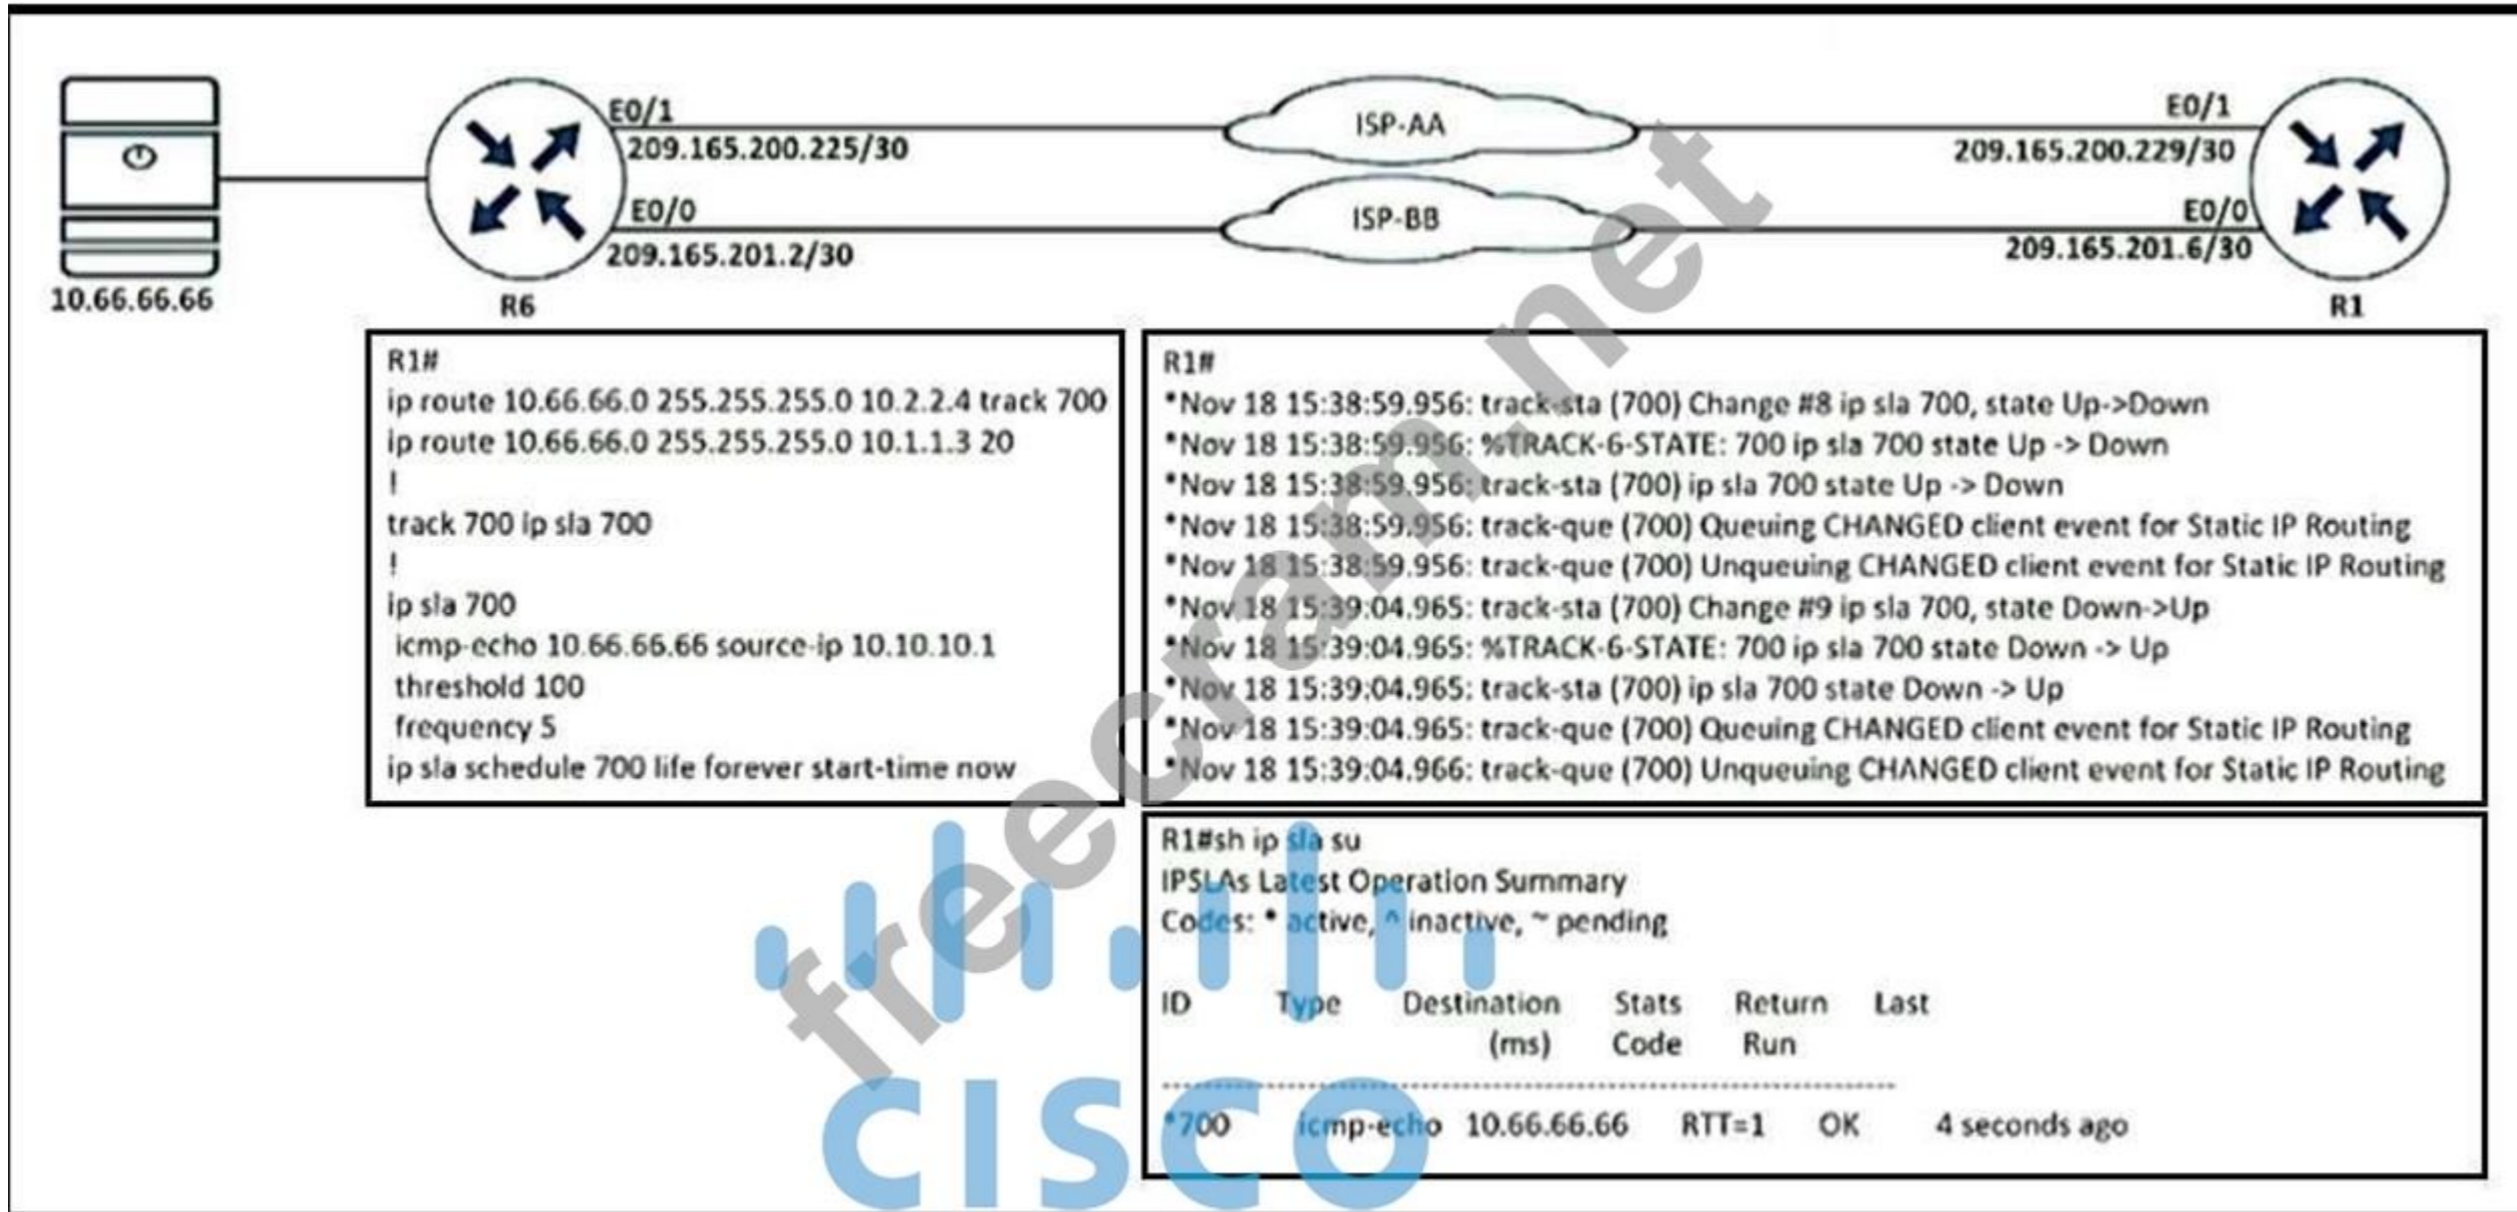 E0/1
ISP-AA
E0/1
209.165.200.225/30
209.165.200.229/30
E0/0
ISP-BB
E0/0
209.165.201.2/30
209.165.201.6/30
10.66.66.66
R6
R1
R1#
ip route 10.66.66.0 255.255.255.0 10.2.2.4 track 700
ip route 10.66.66.0 255.255.255.0 10.1.1.3 20
!
track 700 ip sla 700
!
ip sla 700
icmp-echo 10.66.66.66 source-ip 10.10.10.1
threshold 100
frequency 5
ip sla schedule 700 life forever start-time now
R1#
*Nov 18 15:38:59.956: track-sta (700) Change #8 ip sla 700, state Up->Down
*Nov 18 15:38:59.956: %TRACK-6-STATE: 700 ip sla 700 state Up -> Down
*Nov 18 15:38:59.956: track-sta (700) ip sla 700 state Up -> Down
*Nov 18 15:38:59.956: track-que (700) Queuing CHANGED client event for Static IP Routing
*Nov 18 15:38:59.956: track-que (700) Unqueuing CHANGED client event for Static IP Routing
*Nov 18 15:39:04.965: track-sta (700) Change #9 ip sla 700, state Down->Up
*Nov 18 15:39:04.965: %TRACK-6-STATE: 700 ip sla 700 state Down -> Up
*Nov 18 15:39:04.965: track-sta (700) ip sla 700 state Down -> Up
*Nov 18 15:39:04.965: track-que (700) Queuing CHANGED client event for Static IP Routing
*Nov 18 15:39:04.966: track-que (700) Unqueuing CHANGED client event for Static IP Routing
R1#sh ip sla su
IPSLAs Latest Operation Summary
Codes: * active, ^ inactive, ~ pending
ID Type Destination Stats Return Last
(ms) Code Run
---------------------------------------------------------------------
*700 icmp-echo 10.66.66.66 RTT=1 OK 4 seconds ago
freecram.net
CISCO